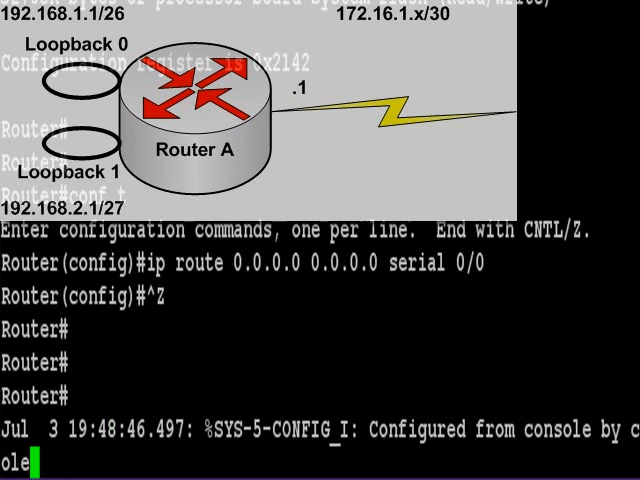 192.168.1.1/26
172.16.1.x/30
Loopback 0
Configuration register is 0x2142
.1
Router#
Router A
Router#
Loopback 1
Router#conf t
192.168.2.1/27
Enter configuration commands, one per line.  End with CNTL/Z.
Router(config)#ip route 0.0.0.0 0.0.0.0 serial 0/0
Router(config)#^Z
Router#
Router#
Router#
Jul  3 19:48:46.497: %SYS-5-CONFIG_I: Configured from console by c
ole